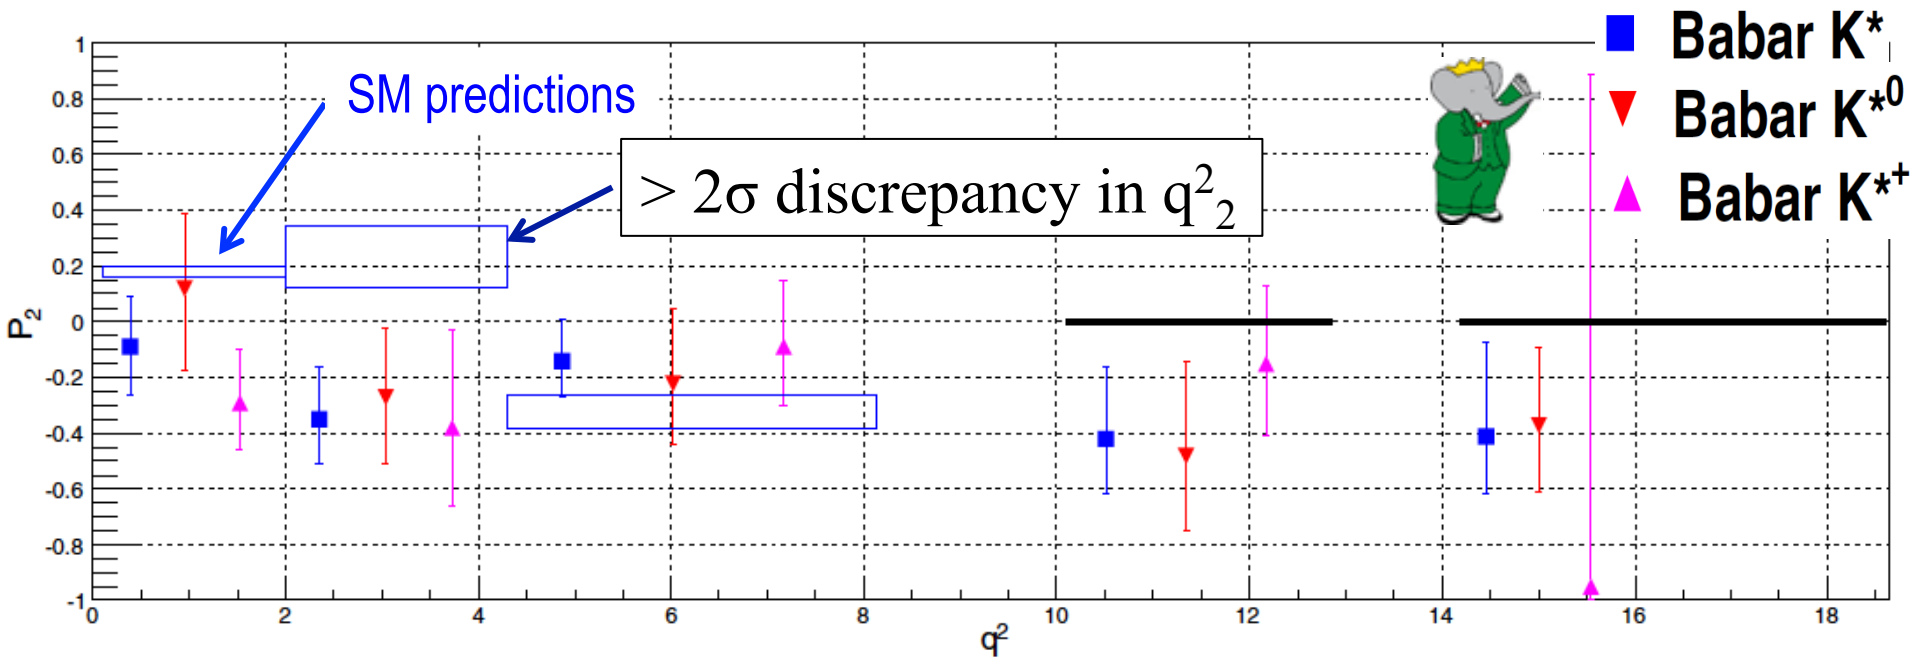 Babar K*
Babar K*⁰
Babar K*⁺
SM predictions
> 2σ discrepancy in q²₂
P₂
1
0.8
0.6
0.4
0.2
0
-0.2
-0.4
-0.6
-0.8
-1
0 2 4 6 8 10 12 14 16 18
q²